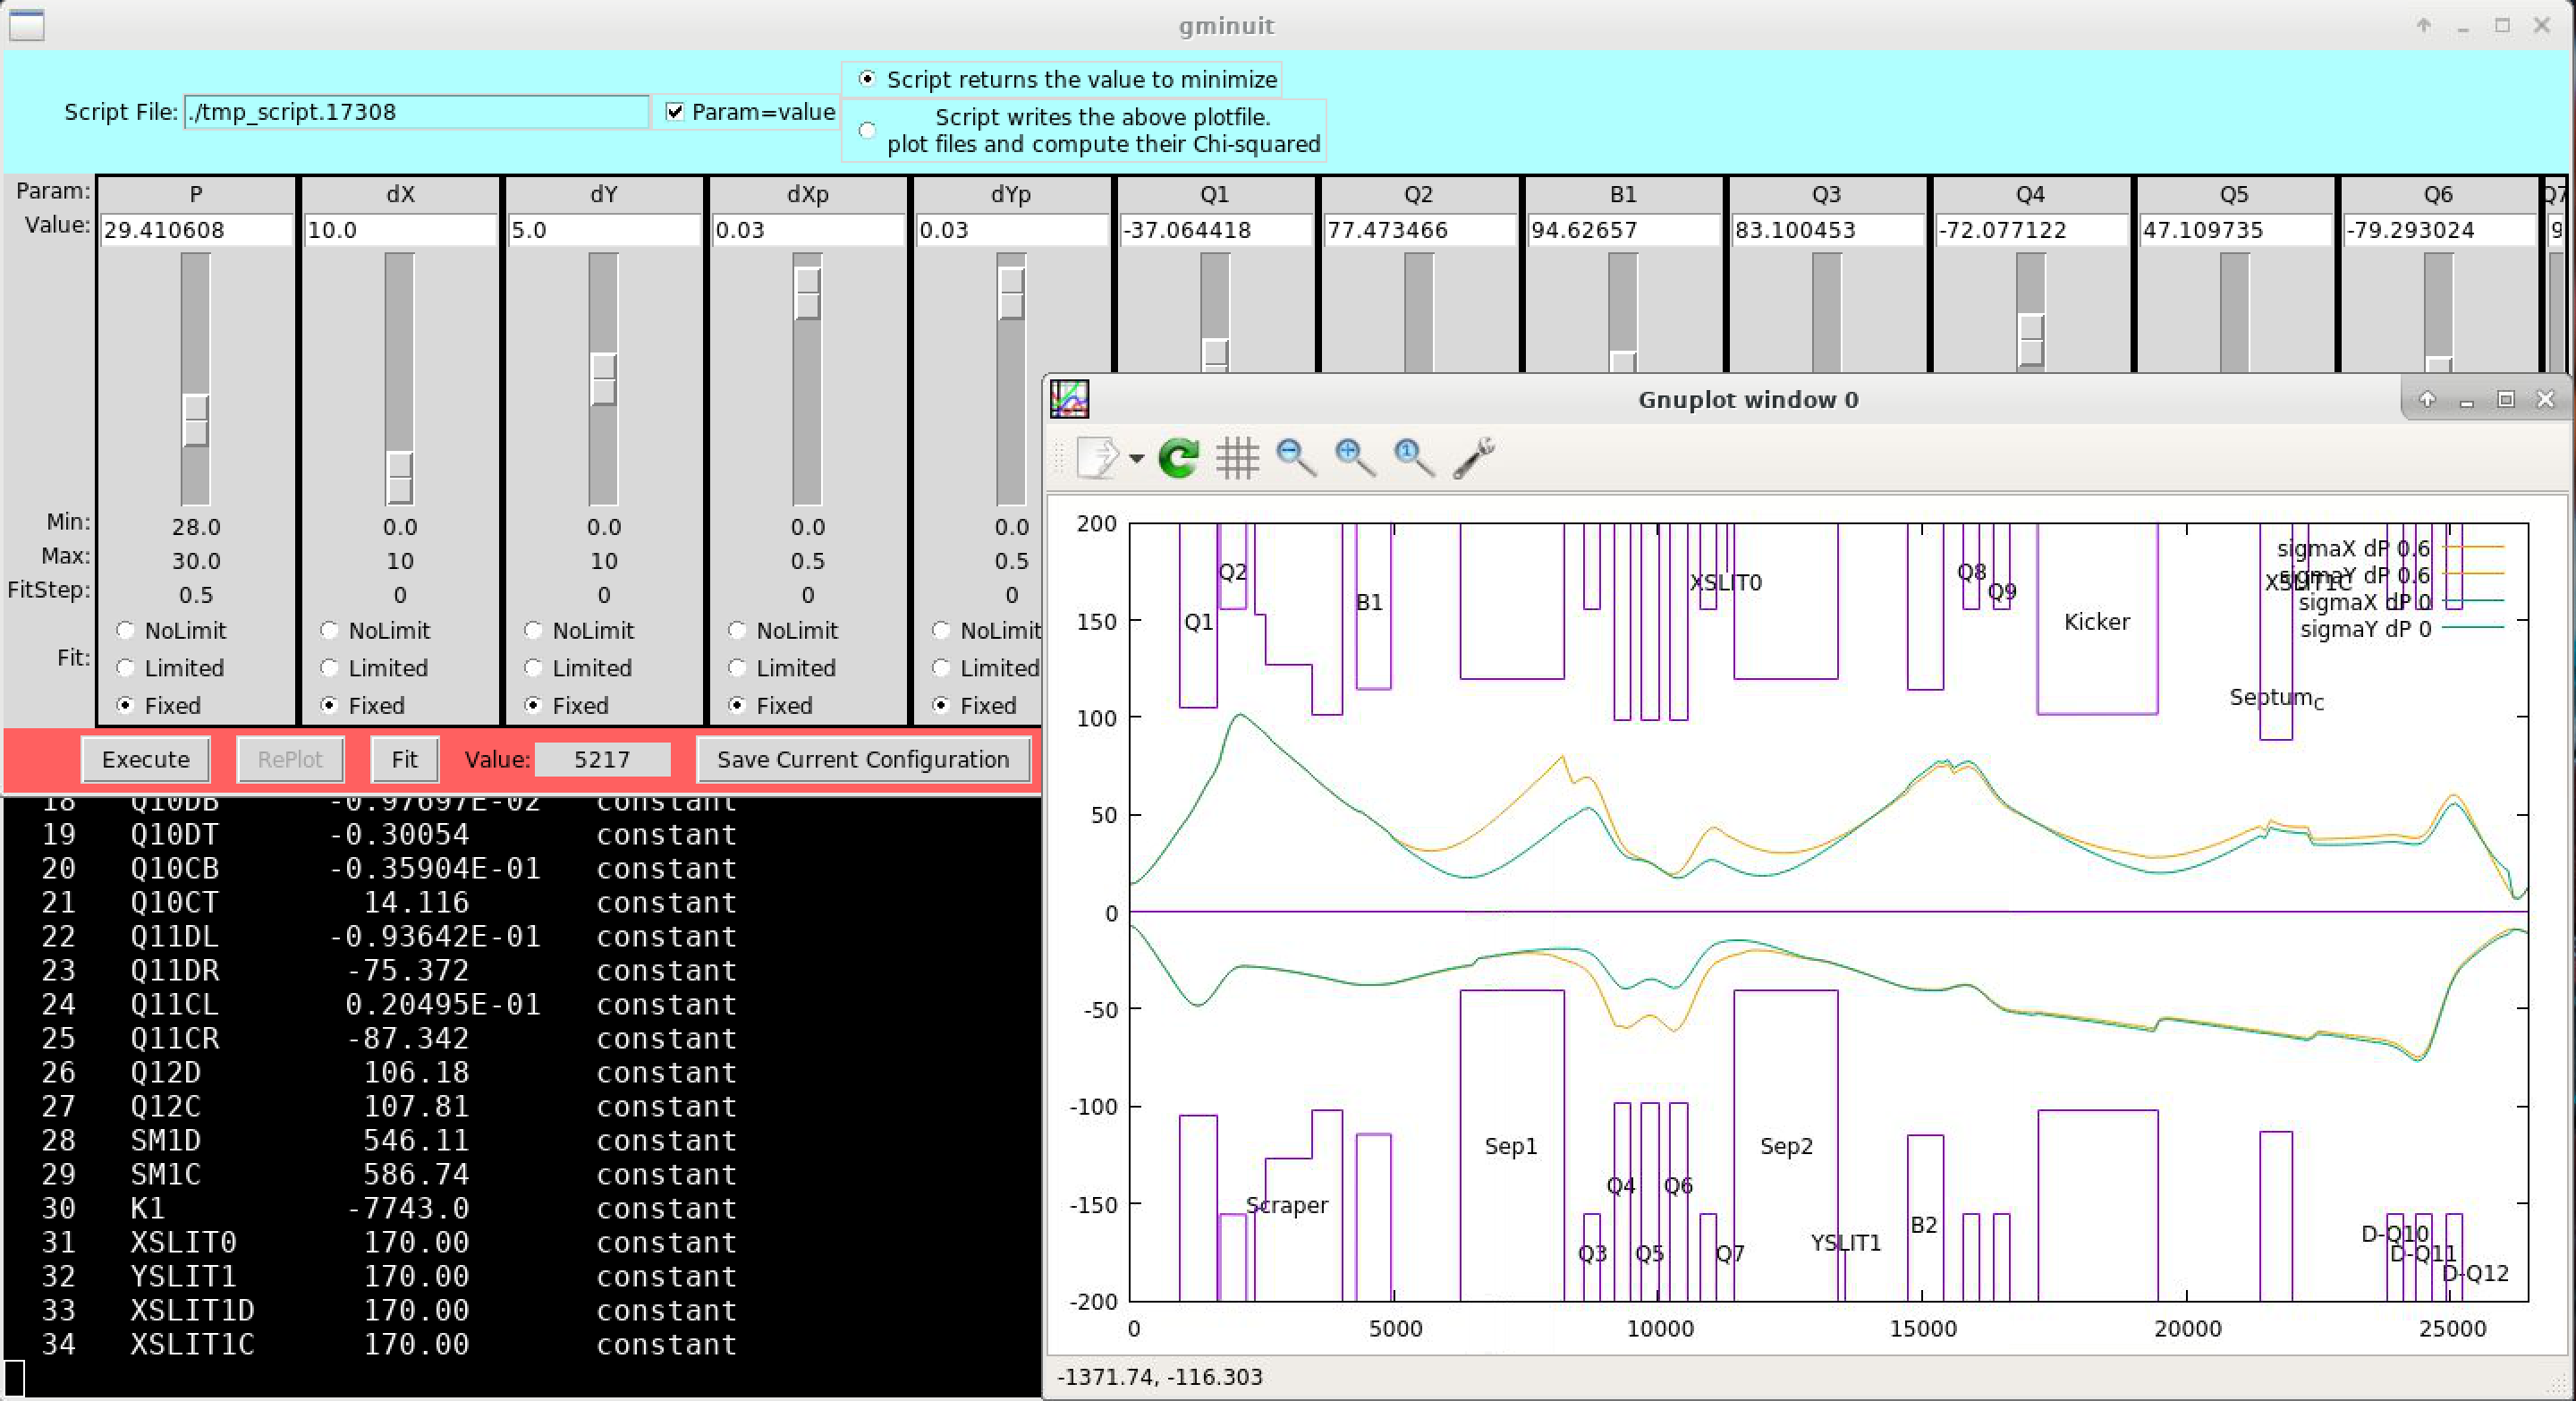 gminuit
Script File: ./tmp_script.17308 Param=value
Script returns the value to minimize
Script writes the above plotfile.
plot files and compute their Chi-squared
Param: P dX dY dXp dYp Q1 Q2 B1 Q3 Q4 Q5 Q6 Q7
Value: 29.410608 10.0 5.0 0.03 0.03 -37.064418 77.473466 94.62657 83.100453 -72.077122 47.109735 -79.293024 9
Min: 28.0 0.0 0.0 0.0 0.0
Max: 30.0 10 10 0.5 0.5
FitStep: 0.5 0 0 0 0
Fit:
NoLimit NoLimit NoLimit NoLimit NoLimit
Limited Limited Limited Limited Limited
Fixed Fixed Fixed Fixed Fixed
Execute RePlot Fit Value: 5217 Save Current Configuration
18 Q10DB -0.97697E-02 constant
19 Q10DT -0.30054 constant
20 Q10CB -0.35904E-01 constant
21 Q10CT 14.116 constant
22 Q11DL -0.93642E-01 constant
23 Q11DR -75.372 constant
24 Q11CL 0.20495E-01 constant
25 Q11CR -87.342 constant
26 Q12D 106.18 constant
27 Q12C 107.81 constant
28 SM1D 546.11 constant
29 SM1C 586.74 constant
30 K1 -7743.0 constant
31 XSLIT0 170.00 constant
32 YSLIT1 170.00 constant
33 XSLIT1D 170.00 constant
34 XSLIT1C 170.00 constant
Gnuplot window 0
200
150
100
50
0
-50
-100
-150
-200
0 5000 10000 15000 20000 25000
sigmaX dP 0.6
sigmaY dP 0.6
sigmaX dP 0
sigmaY dP 0
Q1
Q2
B1
XSLIT0
Q8
Q9
Kicker
XSLIT1C
SeptumC
Scraper
Sep1
Q3
Q4
Q5
Q6
Q7
Sep2
YSLIT1
B2
D-Q10
D-Q11
D-Q12
-1371.74, -116.303